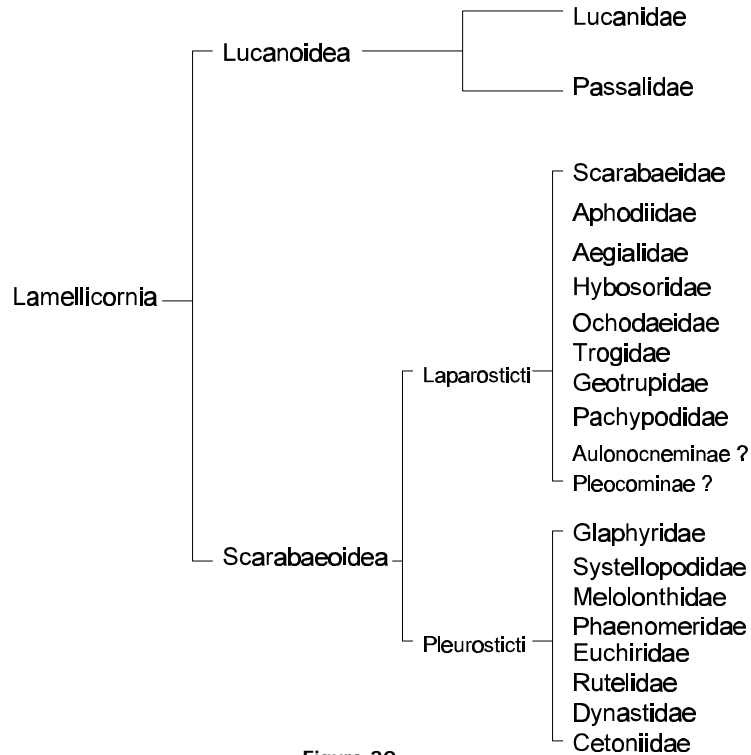 Lucanidae
Lucanoidea
Passalidae
Scarabaeidae
Aphodiidae
Aegialidae
Lamellicornia
Hybosoridae
Ochodaeidae
Trogidae
Laparosticti
Geotrupidae
Pachypodidae
Aulonocneminae ?
Pleocominae ?
Glaphyridae
Scarabaeoidea
Systellopodidae
Melolonthidae
Phaenomeridae
Pleurosticti
Euchiridae
Rutelidae
Dynastidae
Cetoniidae